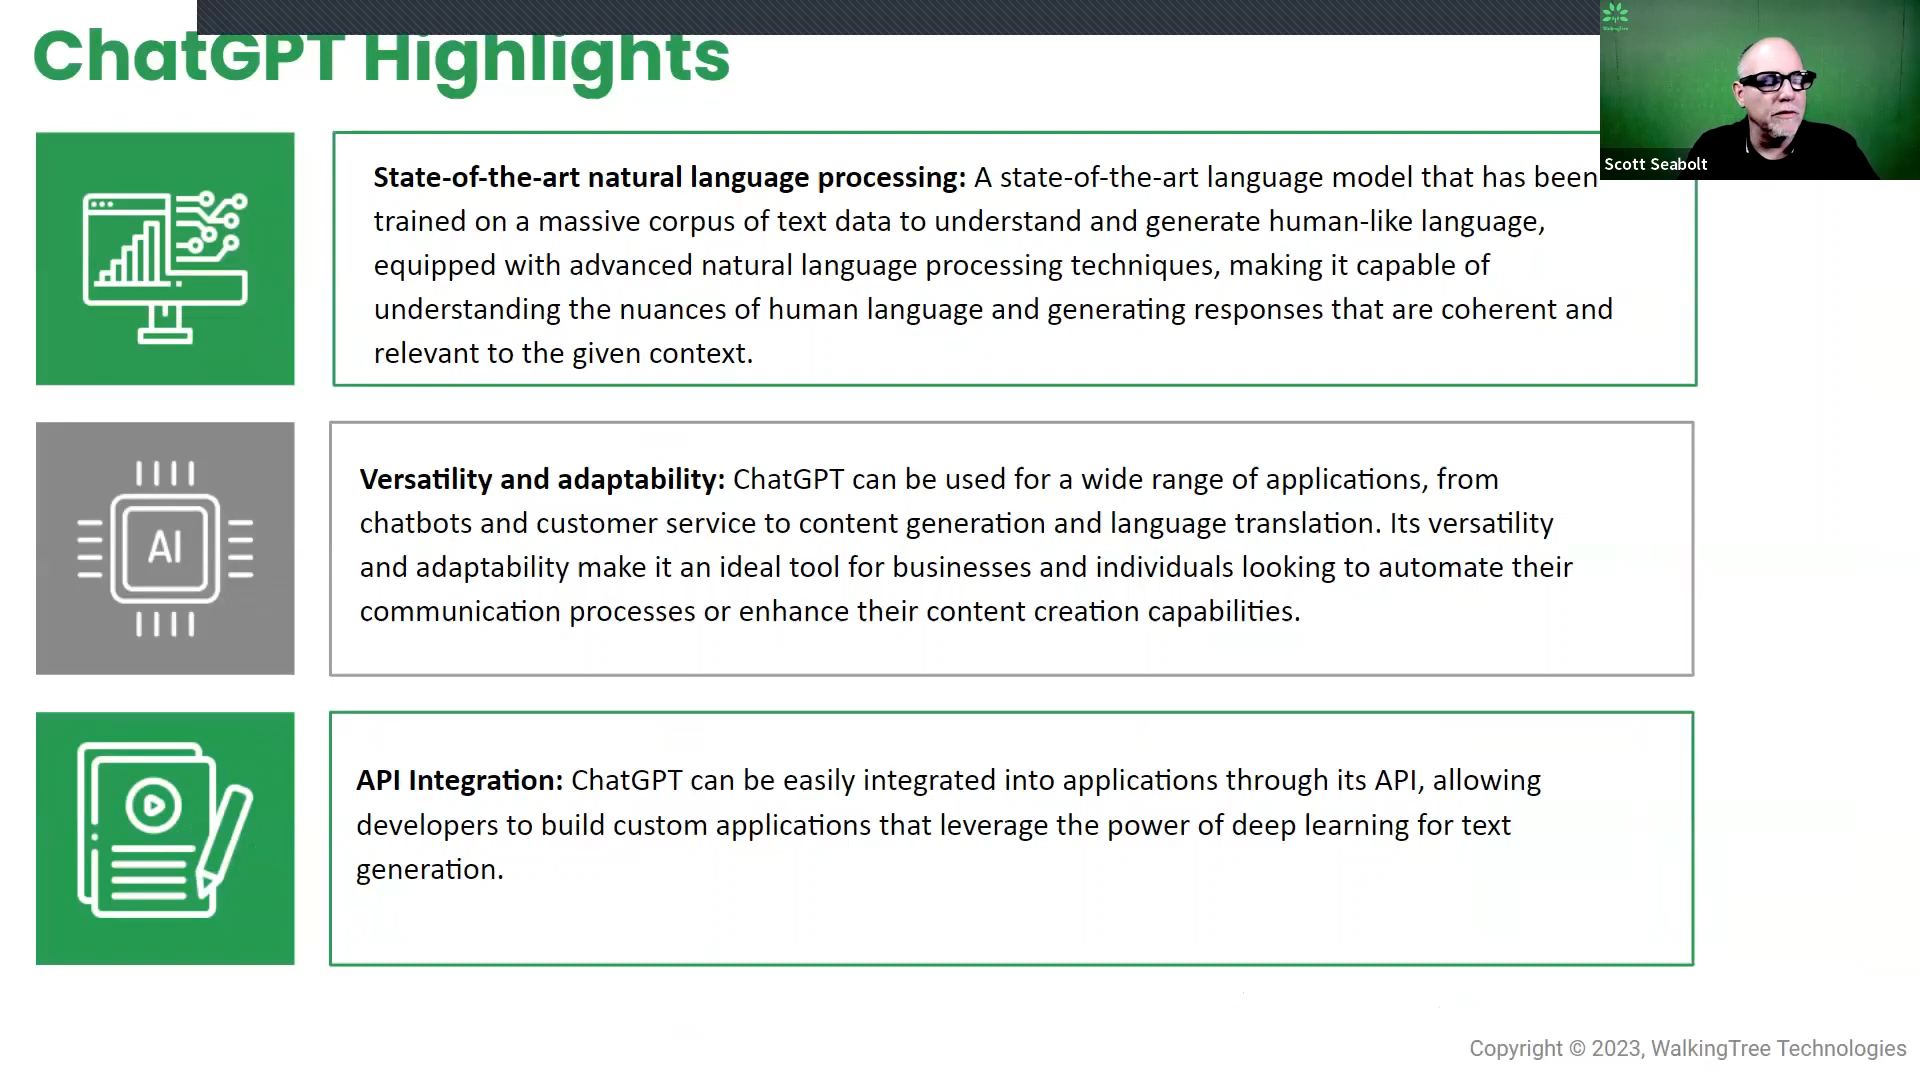 ChatGPT Highlights
Scott Seabolt
State-of-the-art natural language processing: A state-of-the-art language model that has been
trained on a massive corpus of text data to understand and generate human-like language,
equipped with advanced natural language processing techniques, making it capable of
understanding the nuances of human language and generating responses that are coherent and
relevant to the given context.
AI
Versatility and adaptability: ChatGPT can be used for a wide range of applications, from
chatbots and customer service to content generation and language translation. Its versatility
and adaptability make it an ideal tool for businesses and individuals looking to automate their
communication processes or enhance their content creation capabilities.
API Integration: ChatGPT can be easily integrated into applications through its API, allowing
developers to build custom applications that leverage the power of deep learning for text
generation.
Copyright © 2023, WalkingTree Technologies